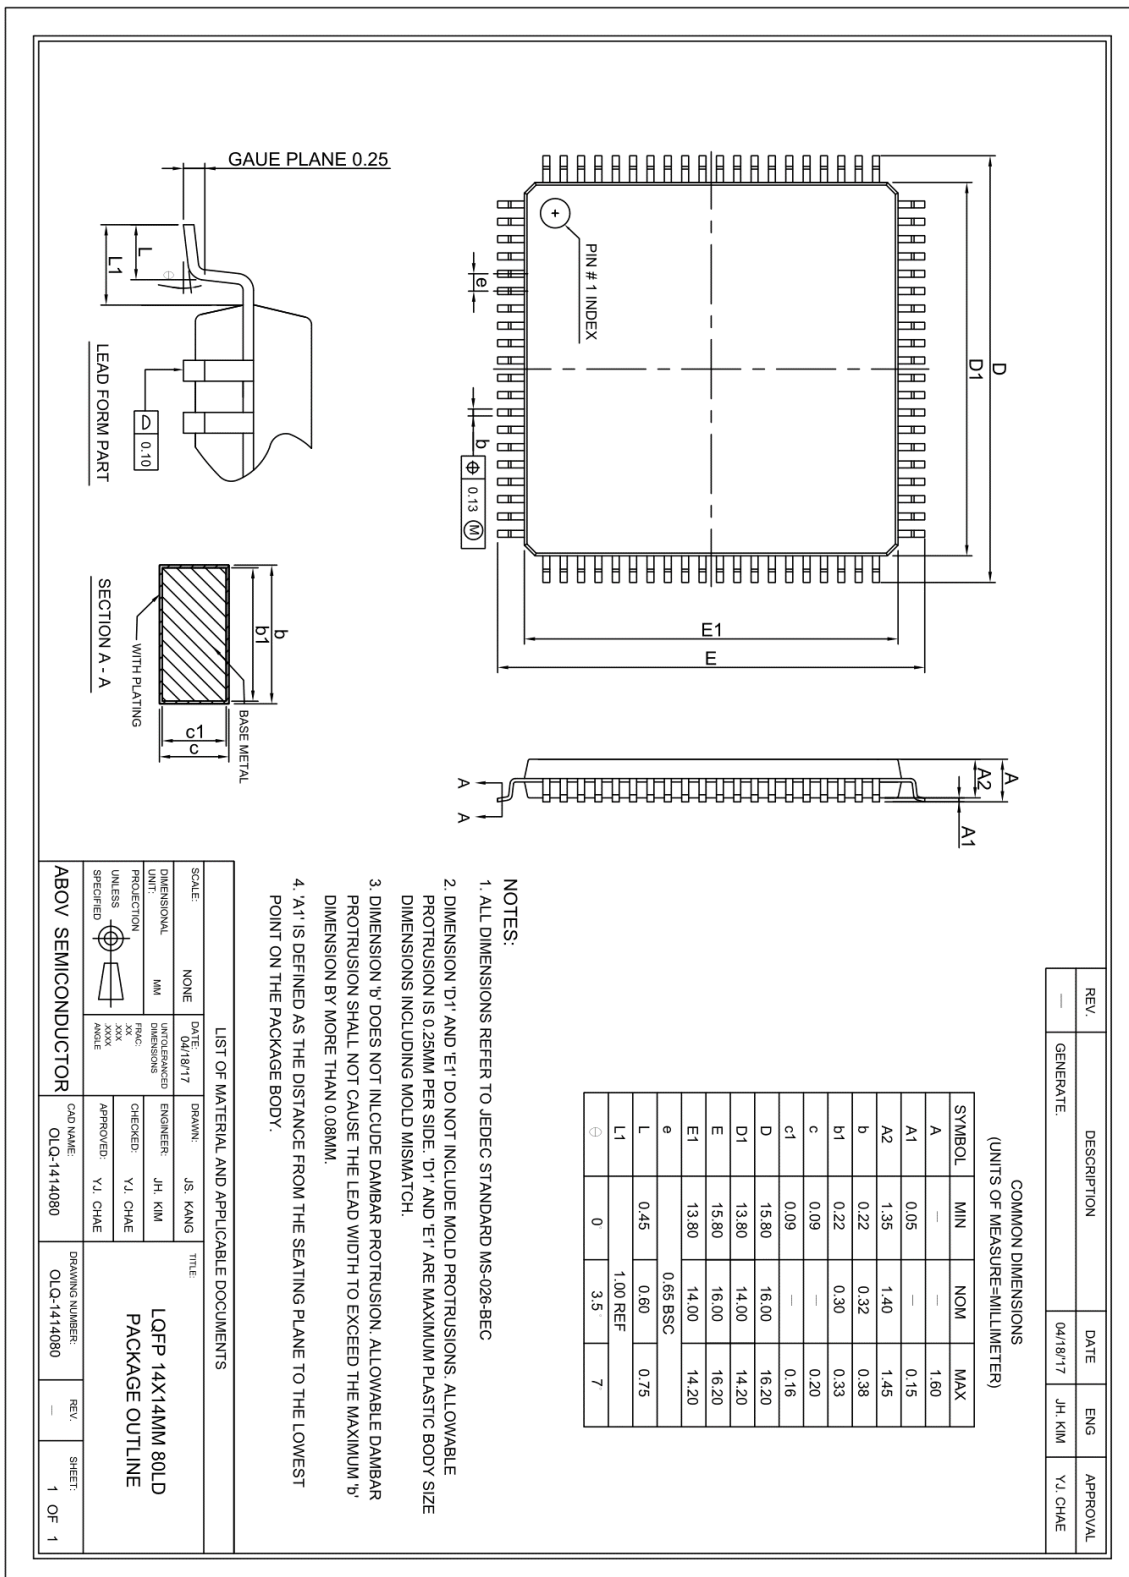 REV.	DESCRIPTION	DATE	ENG	APPROVAL
—	GENERATE.	04/18/'17	JH. KIM	YJ. CHAE
D
D1
PIN # 1 INDEX
e
b
0.13 M
E1
E
A
A2
A1
A
A
COMMON DIMENSIONS
(UNITS OF MEASURE=MILLIMETER)
SYMBOL	MIN	NOM	MAX
A	—	—	1.60
A1	0.05	—	0.15
A2	1.35	1.40	1.45
b	0.22	0.32	0.38
b1	0.22	0.30	0.33
c	0.09	—	0.20
c1	0.09	—	0.16
D	15.80	16.00	16.20
D1	13.80	14.00	14.20
E	15.80	16.00	16.20
E1	13.80	14.00	14.20
e	0.65 BSC
L	0.45	0.60	0.75
L1	1.00 REF
Θ	0°	3.5°	7°
GAUE PLANE 0.25
L
L1
Θ
0.10
LEAD FORM PART
b
b1
BASE METAL
c1
c
WITH PLATING
SECTION A - A
NOTES:
1. ALL DIMENSIONS REFER TO JEDEC STANDARD MS-026-BEC
2. DIMENSION 'D1' AND 'E1' DO NOT INCLUDE MOLD PROTRUSIONS. ALLOWABLE
PROTRUSION IS 0.25MM PER SIDE. 'D1' AND 'E1' ARE MAXIMUM PLASTIC BODY SIZE
DIMENSIONS INCLUDING MOLD MISMATCH.
3. DIMENSION 'b' DOES NOT INLCUDE DAMBAR PROTRUSION. ALLOWABLE DAMBAR
PROTRUSION SHALL NOT CAUSE THE LEAD WIDTH TO EXCEED THE MAXIMUM 'b'
DIMENSION BY MORE THAN 0.08MM.
4. 'A1' IS DEFINED AS THE DISTANCE FROM THE SEATING PLANE TO THE LOWEST
POINT ON THE PACKAGE BODY.
LIST OF MATERIAL AND APPLICABLE DOCUMENTS
SCALE: NONE
DATE: 04/18/'17
DRAWN: JS. KANG
TITLE:
LQFP 14X14MM 80LD
PACKAGE OUTLINE
DIMENSIONAL
UNIT: MM
UNTOLERANCED
DIMENSIONS
ENGINEER: JH. KIM
PROJECTION
UNLESS
SPECIFIED
FRAC:
.XX
.XXX
.XXXX
ANGLE
CHECKED: YJ. CHAE
APPROVED: YJ. CHAE
ABOV SEMICONDUCTOR
CAD NAME:
OLQ-1414080
DRAWING NUMBER:
OLQ-1414080
REV.
—
SHEET:
1 OF 1